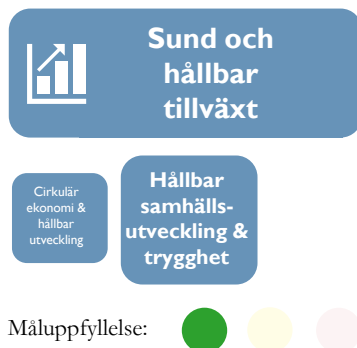 Sund och
hållbar
tillväxt
Cirkulär
ekonomi &
hållbar
utveckling
Hållbar
samhälls-
utveckling &
trygghet
Måluppfyllelse: